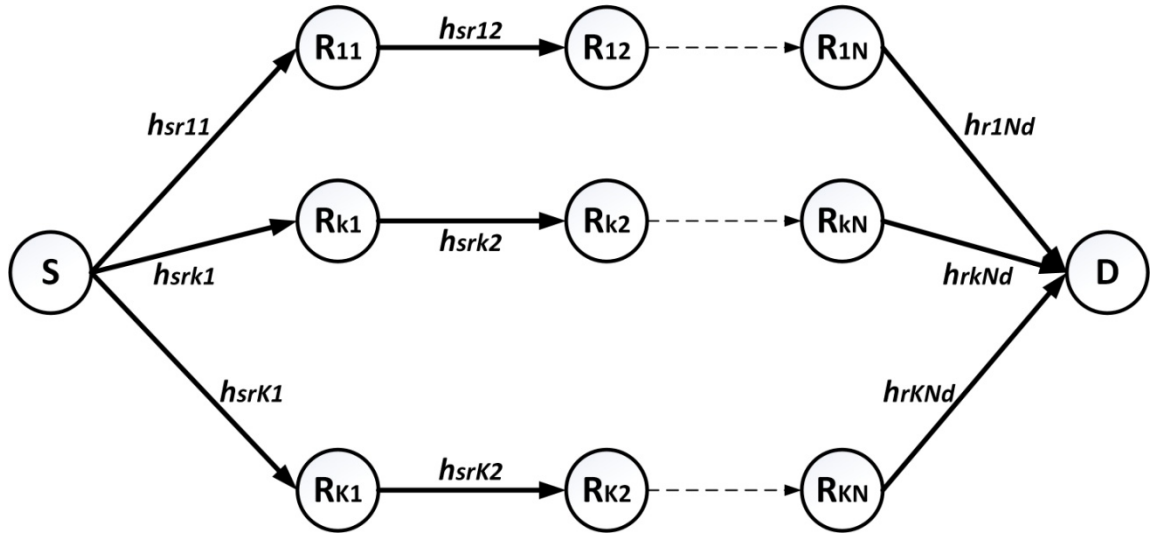 R11 hsr12 R12 R1N
hsr11 hr1Nd
Rk1 hsrk2 Rk2 RkN
S hsrk1 hrkNd D
hsrK1 hrKNd
RK1 hsrK2 RK2 RKN